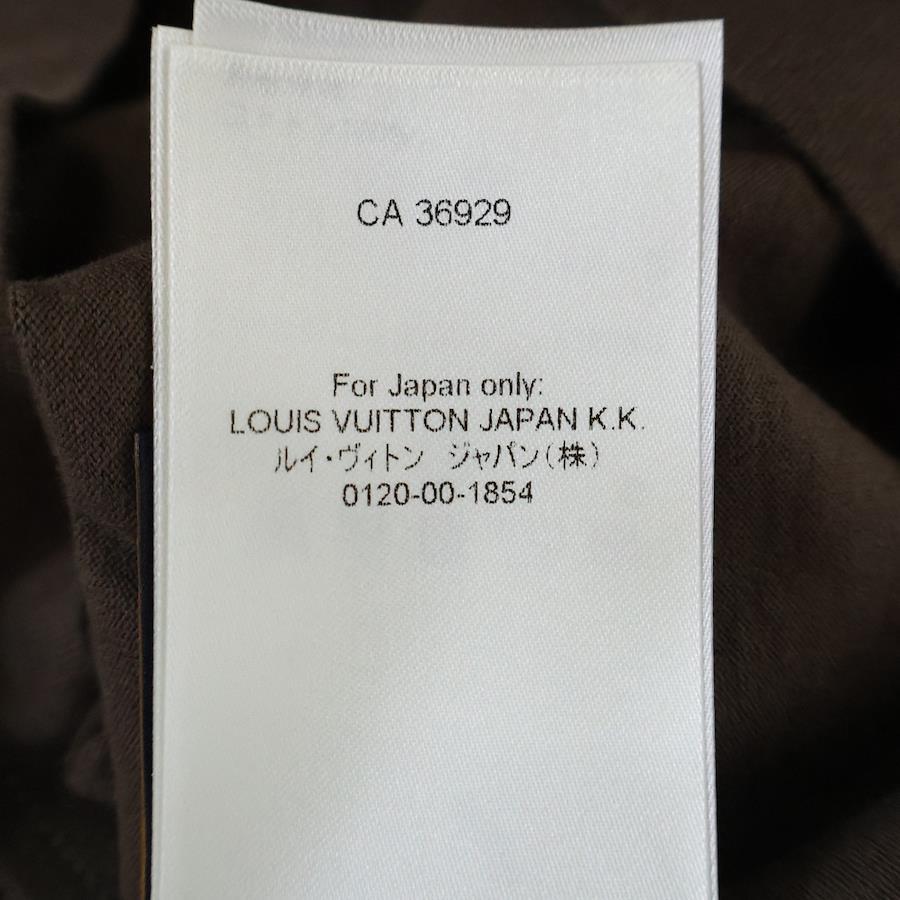 CA 36929
For Japan only:
LOUIS VUITTON JAPAN K.K.
ルイ・ヴィトン　ジャパン(株)
0120-00-1854